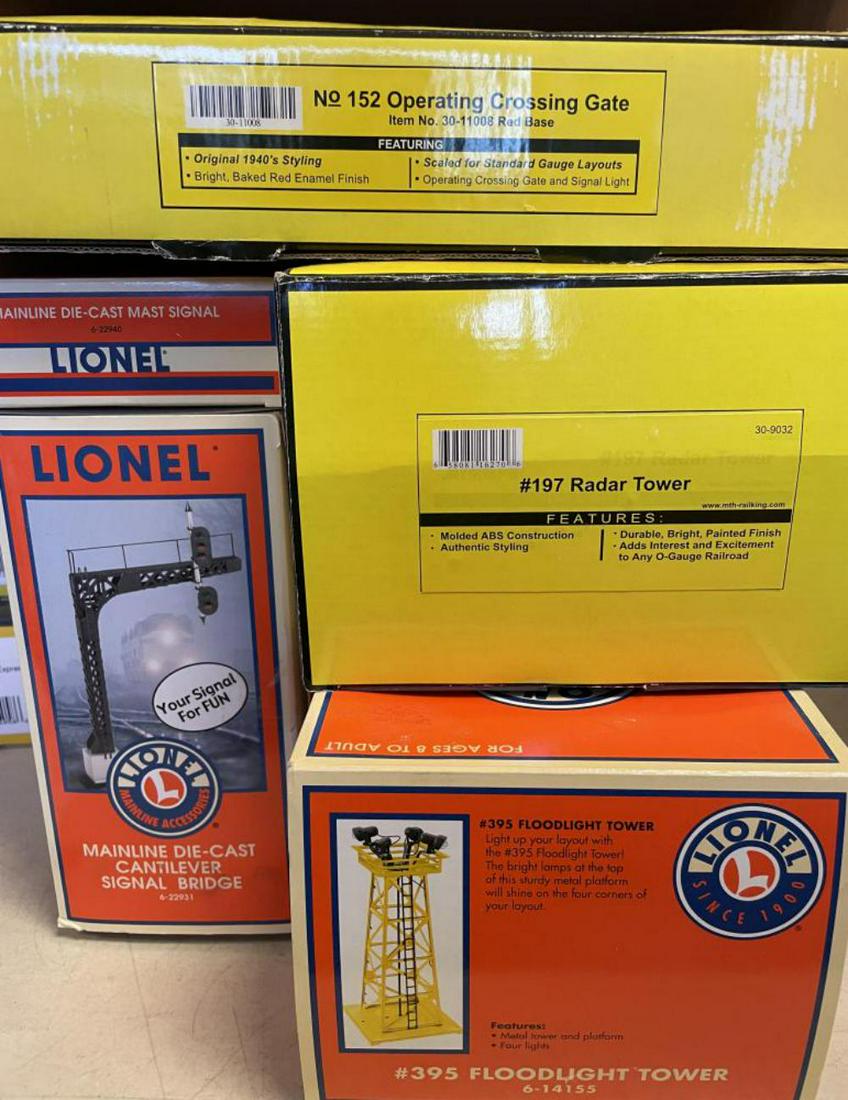 30-11008
No 152 Operating Crossing Gate
Item No. 30-11008 Red Base
FEATURING
• Original 1940's Styling
• Bright, Baked Red Enamel Finish
• Scaled for Standard Gauge Layouts
• Operating Crossing Gate and Signal Light
MAINLINE DIE-CAST MAST SIGNAL
6-22940
LIONEL
LIONEL
Your Signal
For FUN
LIONEL
L
MAINLINE ACCESSORIES
MAINLINE DIE-CAST
CANTILEVER
SIGNAL BRIDGE
6-22931
30-9032
6 58081 16270 6
#197 Radar Tower
www.mth-railking.com
FEATURES:
• Molded ABS Construction
• Authentic Styling
• Durable, Bright, Painted Finish
• Adds Interest and Excitement
to Any O-Gauge Railroad
FOR AGES 8 TO ADULT
#395 FLOODLIGHT TOWER
Light up your layout with
the #395 Floodlight Tower!
The bright lamps at the top
of this sturdy metal platform
will shine on the four corners of
your layout.
LIONEL
L
SINCE 1900
Features:
• Metal tower and platform
• Four lights
#395 FLOODLIGHT TOWER
6-14155